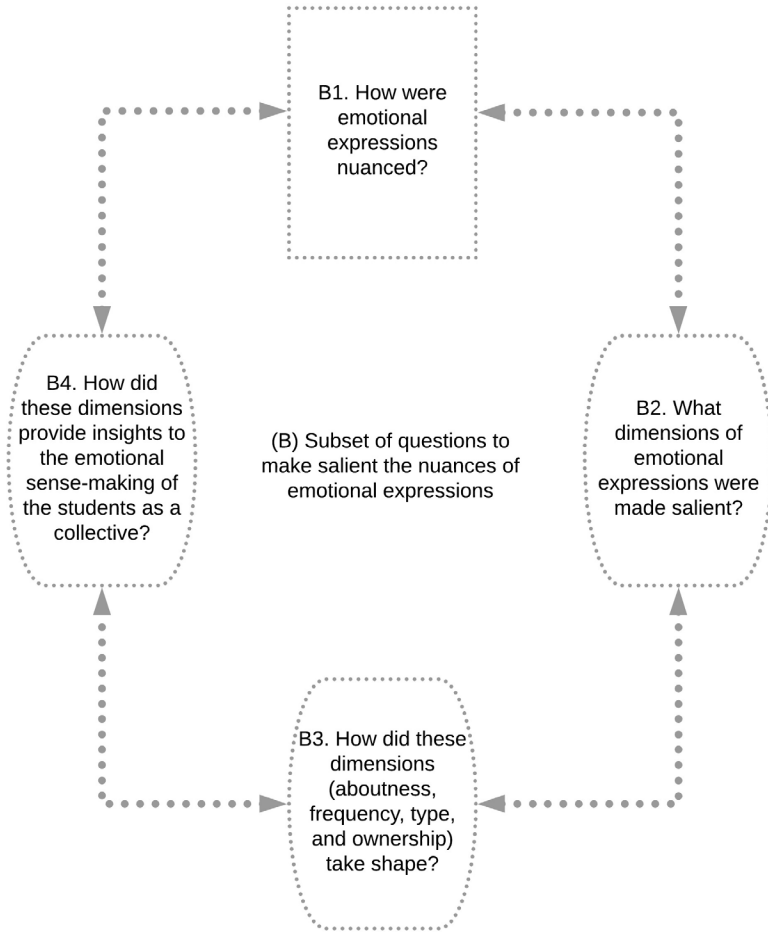 B1. How were
emotional
expressions
nuanced?
B4. How did
these dimensions
provide insights to
the emotional
sense-making of
the students as a
collective?
(B) Subset of questions to
make salient the nuances of
emotional expressions
B2. What
dimensions of
emotional
expressions were
made salient?
B3. How did these
dimensions
(aboutness,
frequency, type,
and ownership)
take shape?